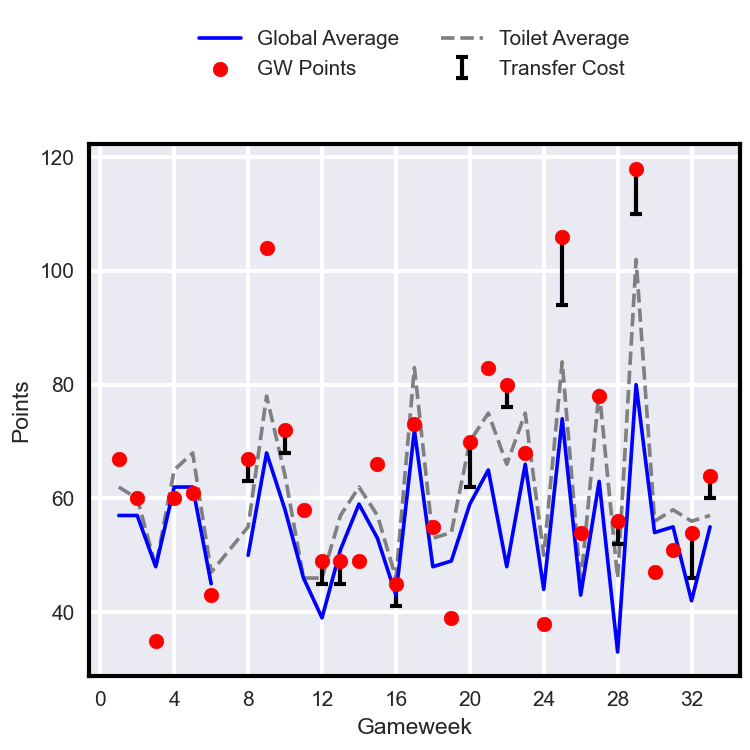 Global Average
Toilet Average
GW Points
Transfer Cost
120
100
80
60
40
Points
0 4 8 12 16 20 24 28 32
Gameweek